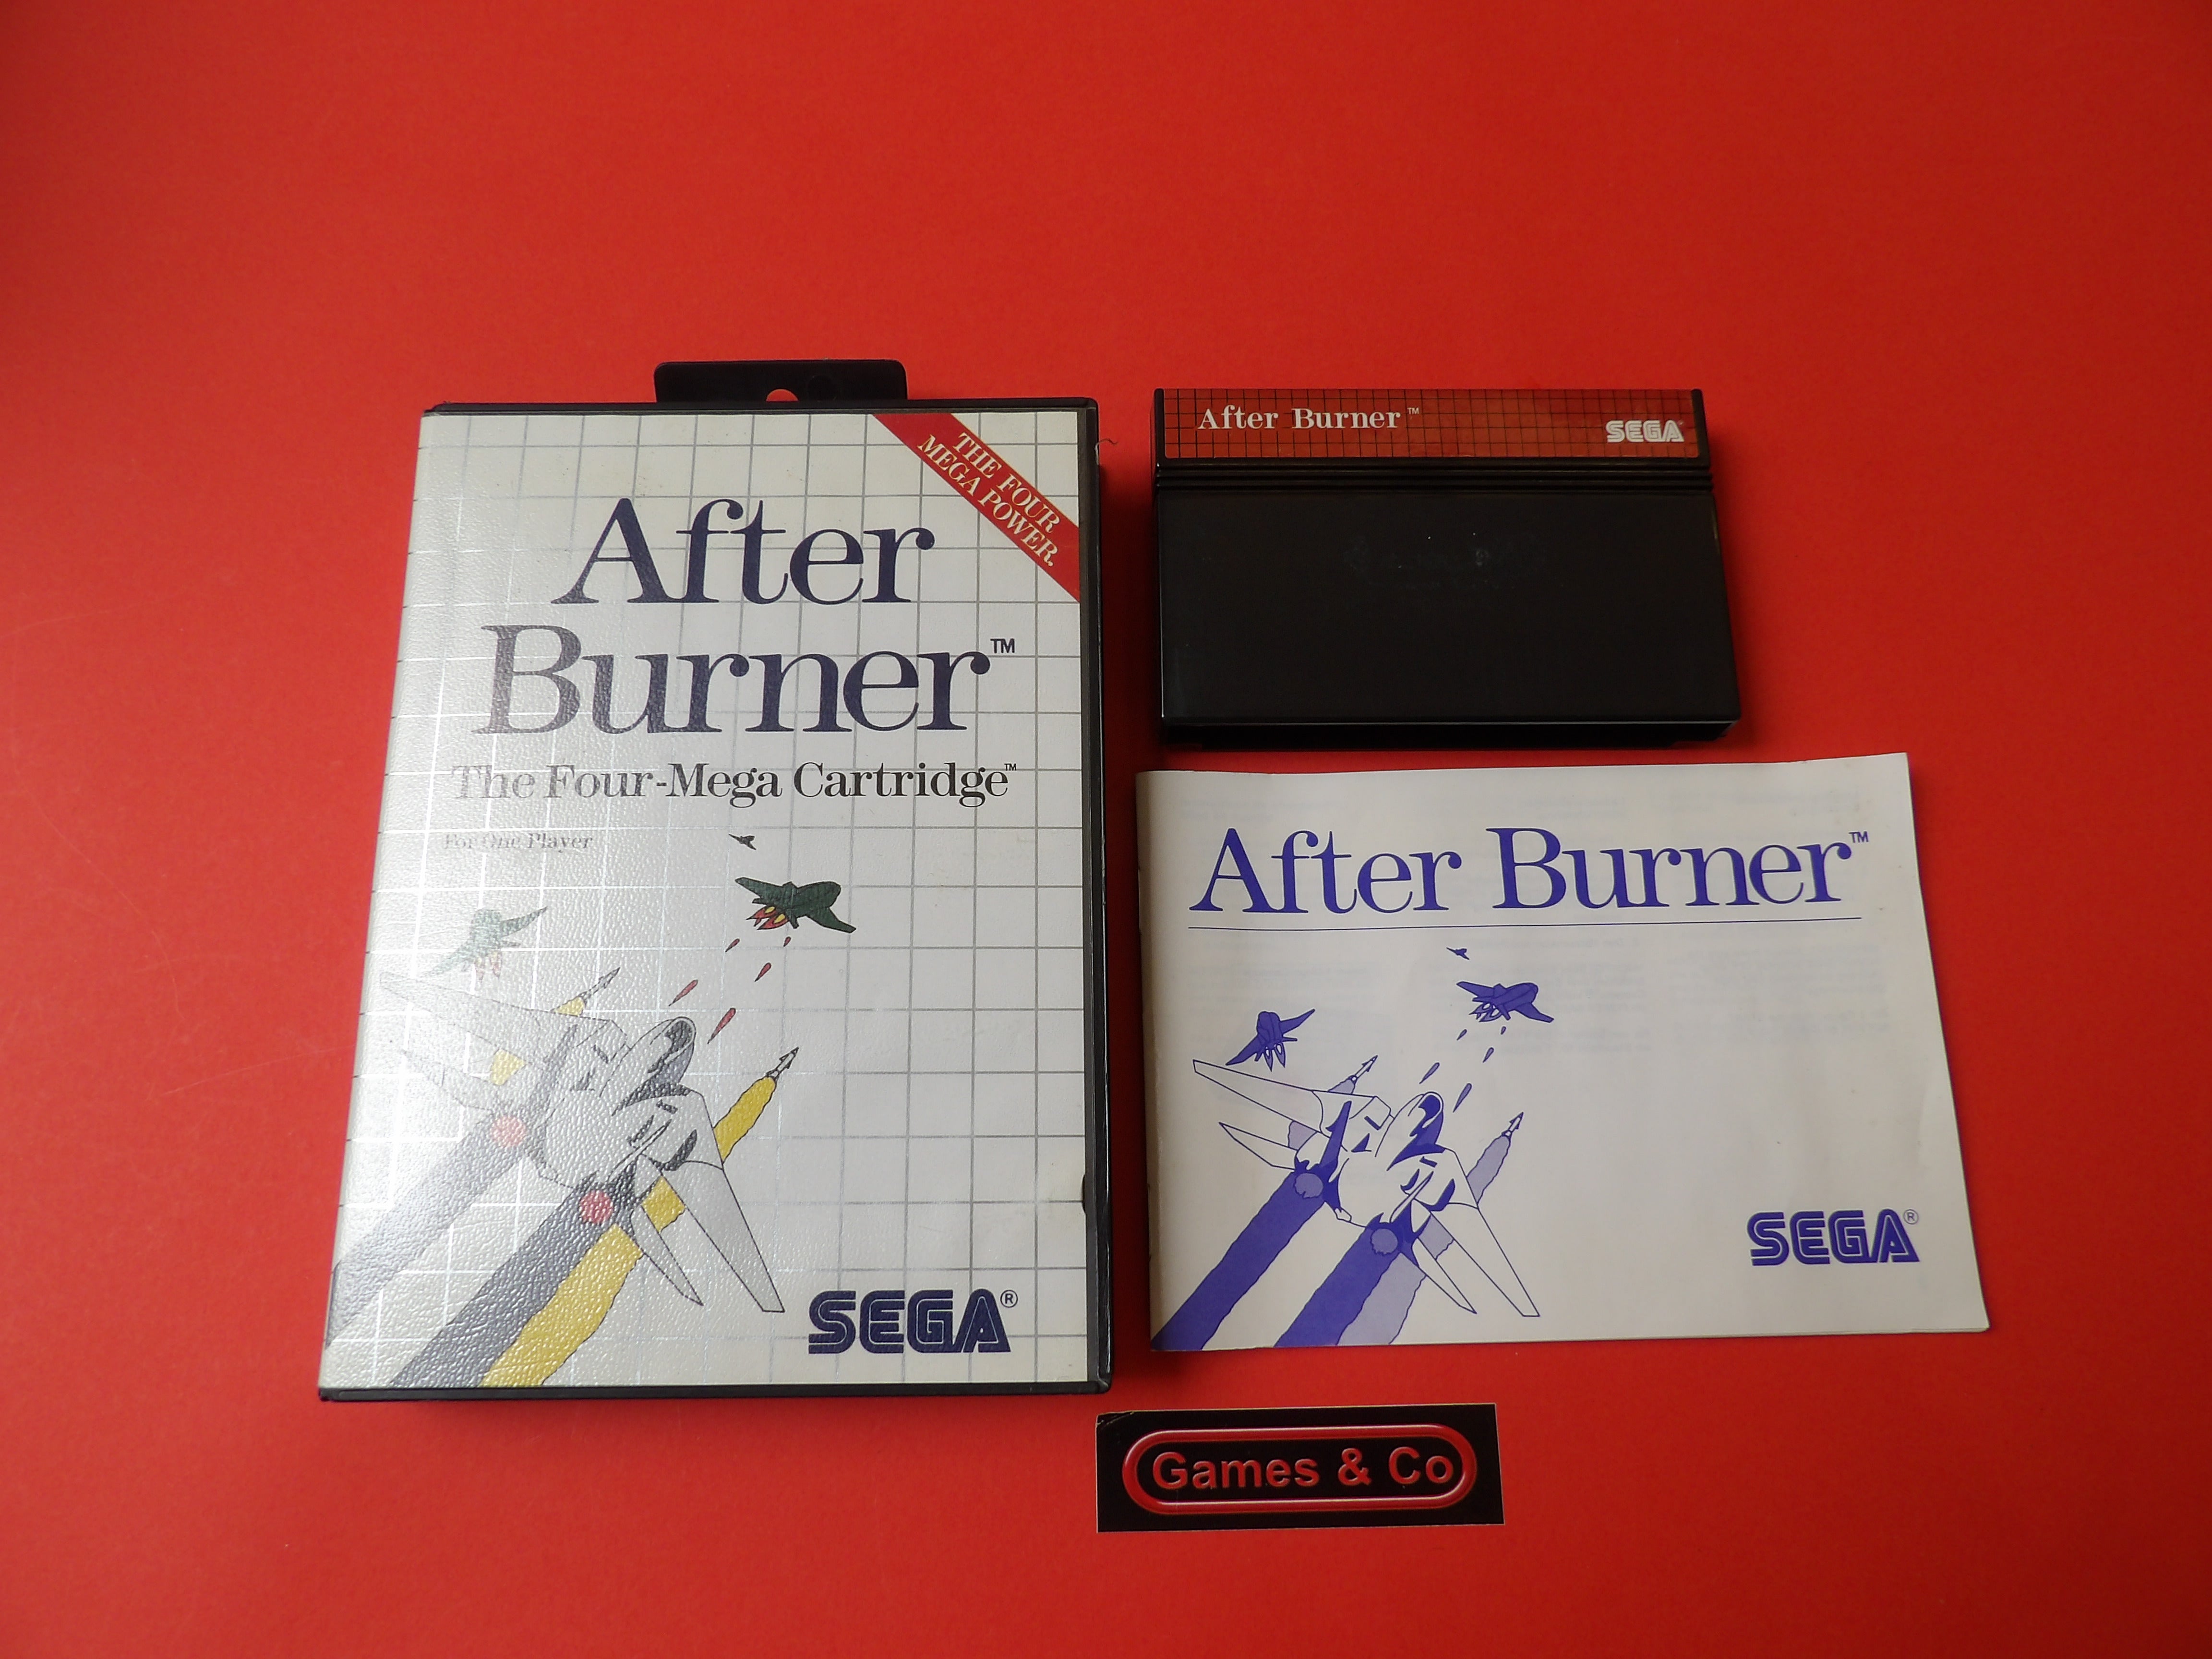 THE FOUR
MEGA POWER.
After
Burner™
The Four-Mega Cartridge™
For One Player
SEGA®
After Burner™
SEGA
After Burner™
SEGA®
Games & Co